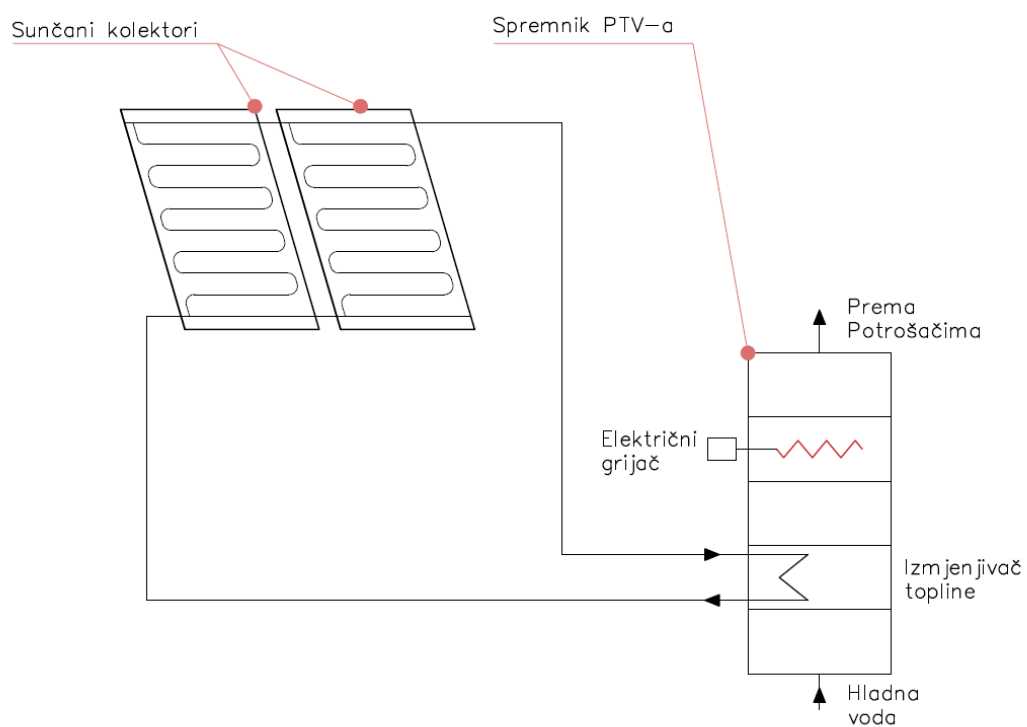 Sunčani kolektori
Spremnik PTV-a
Prema
Potrošačima
Električni
grijač
Izmjenjivač
topline
Hladna
voda